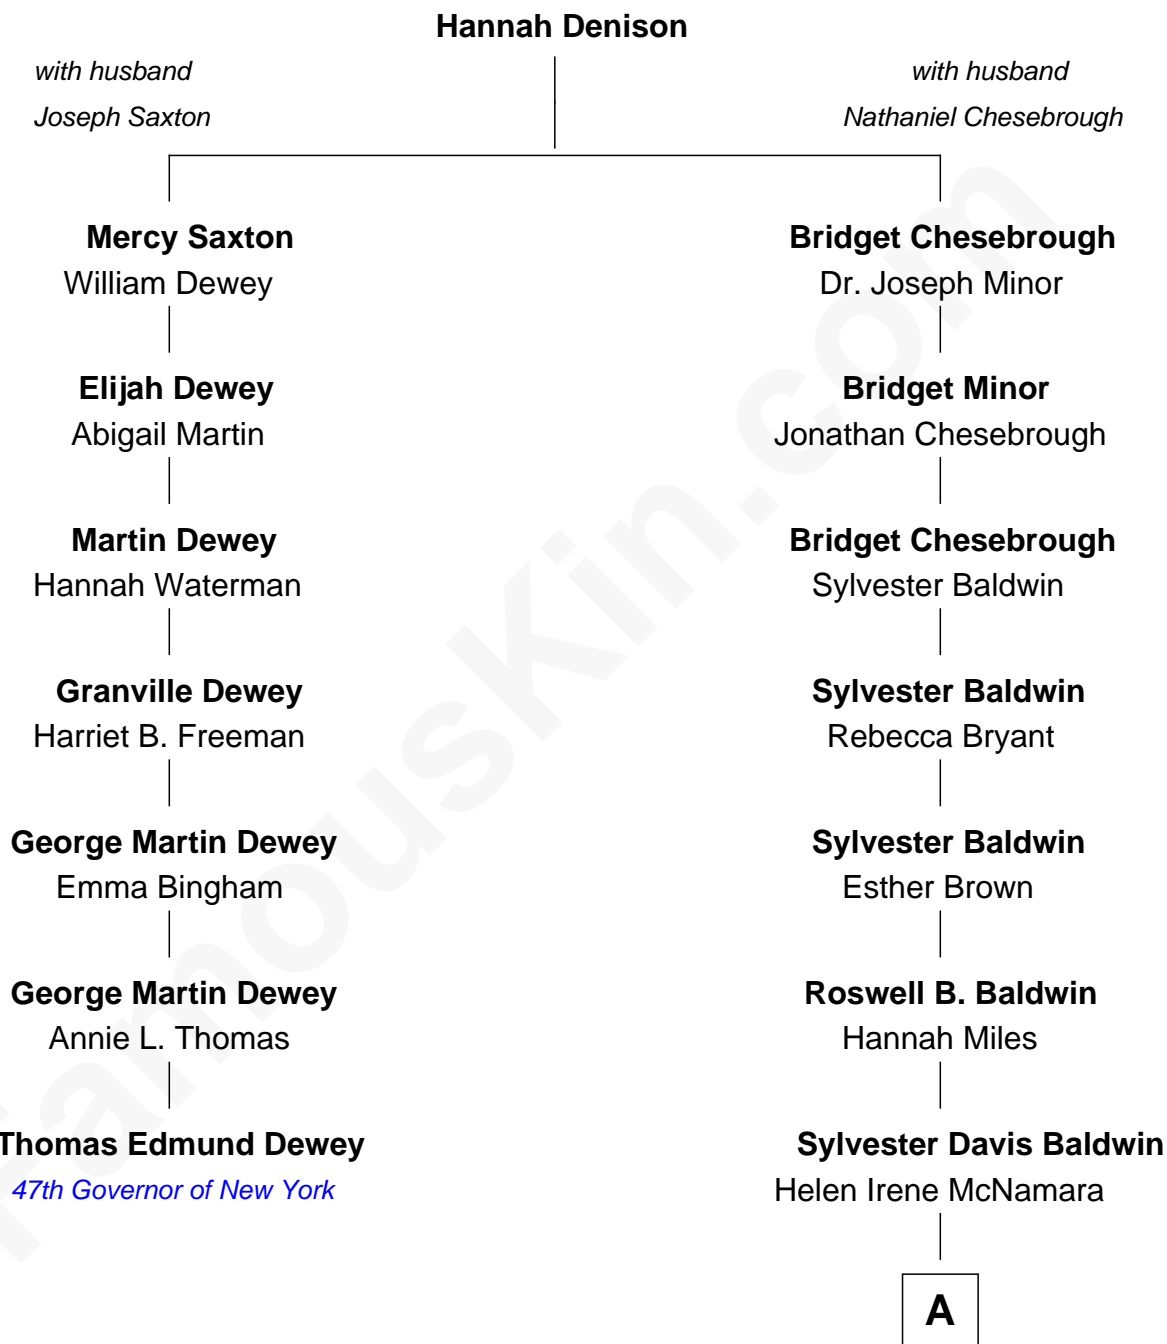 Hannah Denison
with husband
Joseph Saxton
with husband
Nathaniel Chesebrough
Mercy Saxton
William Dewey
Bridget Chesebrough
Dr. Joseph Minor
Elijah Dewey
Abigail Martin
Bridget Minor
Jonathan Chesebrough
Martin Dewey
Hannah Waterman
Bridget Chesebrough
Sylvester Baldwin
Granville Dewey
Harriet B. Freeman
Sylvester Baldwin
Rebecca Bryant
George Martin Dewey
Emma Bingham
Sylvester Baldwin
Esther Brown
George Martin Dewey
Annie L. Thomas
Roswell B. Baldwin
Hannah Miles
Thomas Edmund Dewey
47th Governor of New York
Sylvester Davis Baldwin
Helen Irene McNamara
A
FamousKin.com